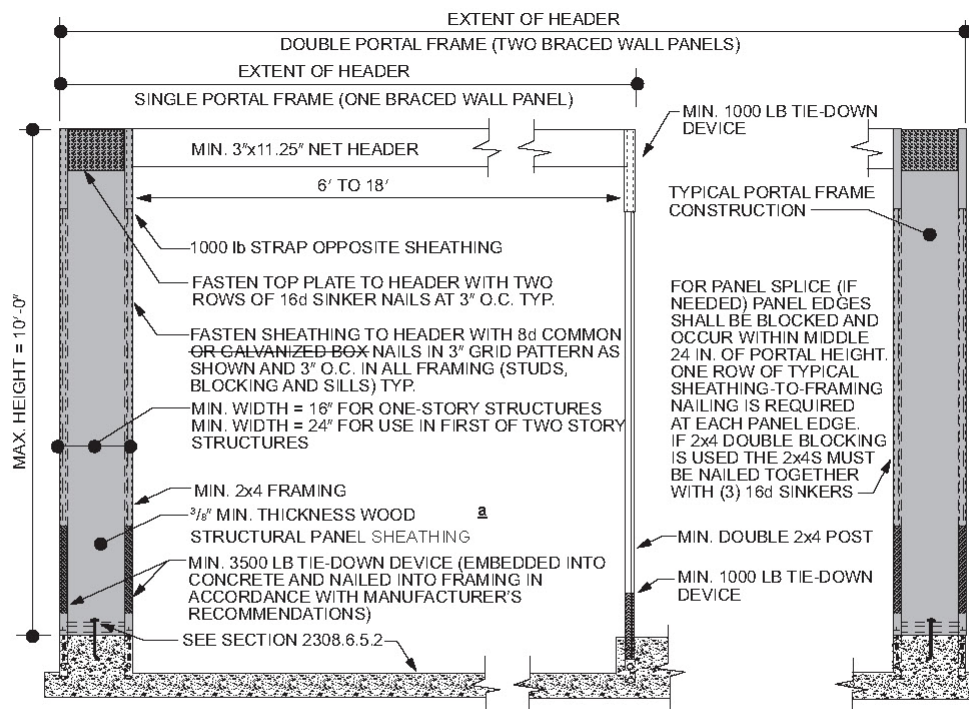 EXTENT OF HEADER
DOUBLE PORTAL FRAME (TWO BRACED WALL PANELS)
EXTENT OF HEADER
SINGLE PORTAL FRAME (ONE BRACED WALL PANEL)
MIN. 1000 LB TIE-DOWN
DEVICE
MIN. 3″x11.25″ NET HEADER
6′ TO 18′
TYPICAL PORTAL FRAME
CONSTRUCTION
1000 lb STRAP OPPOSITE SHEATHING
FASTEN TOP PLATE TO HEADER WITH TWO
ROWS OF 16d SINKER NAILS AT 3″ O.C. TYP.
FASTEN SHEATHING TO HEADER WITH 8d COMMON
OR GALVANIZED BOX NAILS IN 3″ GRID PATTERN AS
SHOWN AND 3″ O.C. IN ALL FRAMING (STUDS,
BLOCKING AND SILLS) TYP.
MIN. WIDTH = 16″ FOR ONE-STORY STRUCTURES
MIN. WIDTH = 24″ FOR USE IN FIRST OF TWO STORY
STRUCTURES
MAX. HEIGHT = 10′-0″
FOR PANEL SPLICE (IF
NEEDED) PANEL EDGES
SHALL BE BLOCKED AND
OCCUR WITHIN MIDDLE
24 IN. OF PORTAL HEIGHT.
ONE ROW OF TYPICAL
SHEATHING-TO-FRAMING
NAILING IS REQUIRED
AT EACH PANEL EDGE.
IF 2x4 DOUBLE BLOCKING
IS USED THE 2x4S MUST
BE NAILED TOGETHER
WITH (3) 16d SINKERS
MIN. 2x4 FRAMING
3/8″ MIN. THICKNESS WOOD a
STRUCTURAL PANEL SHEATHING
MIN. 3500 LB TIE-DOWN DEVICE (EMBEDDED INTO
CONCRETE AND NAILED INTO FRAMING IN
ACCORDANCE WITH MANUFACTURER'S
RECOMMENDATIONS)
SEE SECTION 2308.6.5.2
MIN. DOUBLE 2x4 POST
MIN. 1000 LB TIE-DOWN
DEVICE